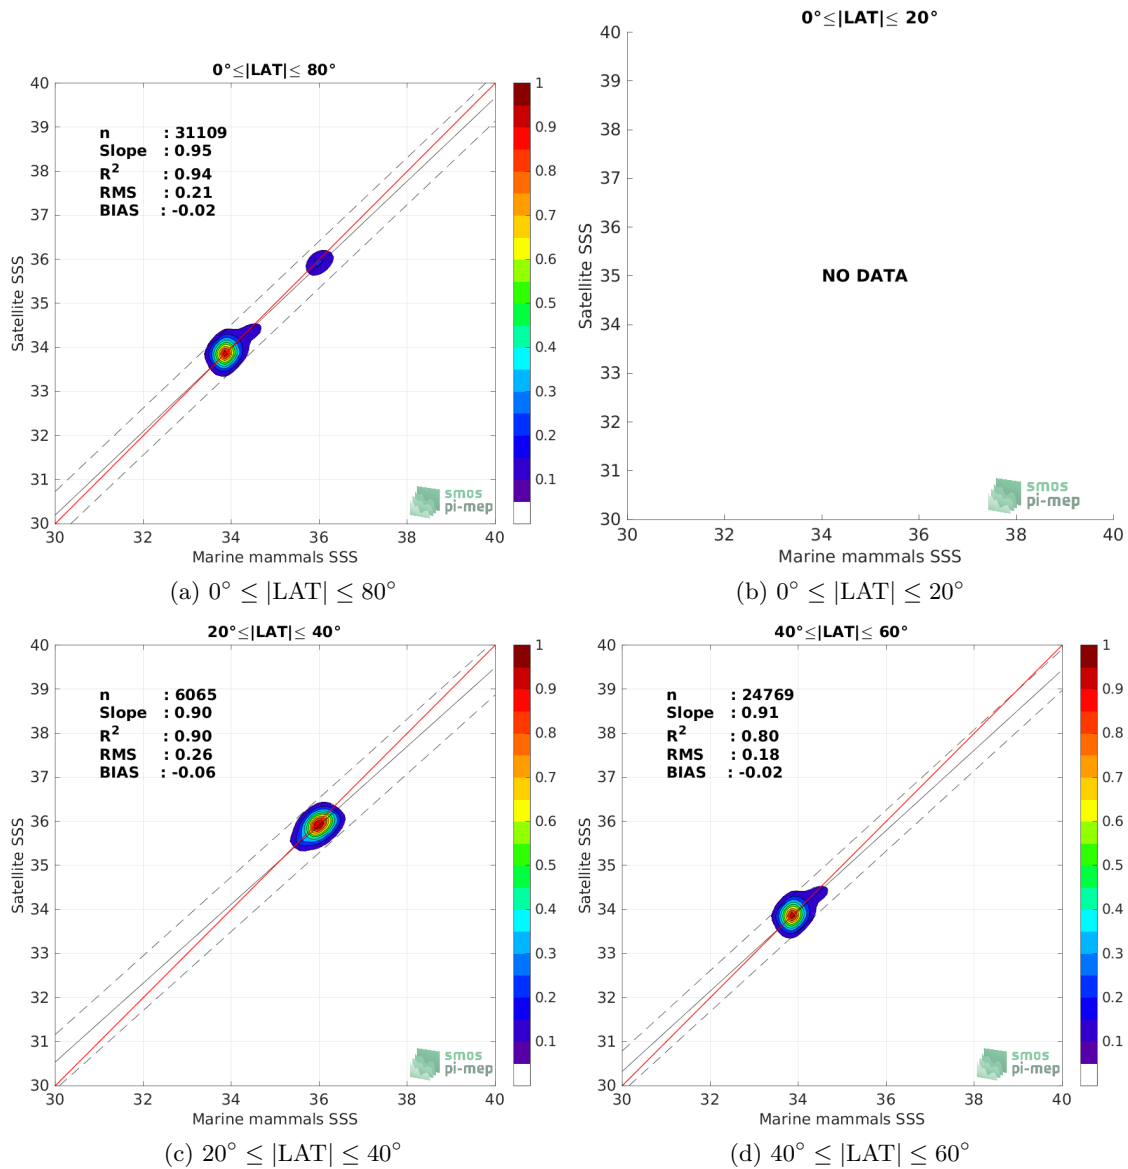 0°≤|LAT|≤ 80°
40
39
38
37
36
35
34
33
32
31
30
30
32
34
36
38
40
Satellite SSS
Marine mammals SSS
n : 31109
Slope : 0.95
R² : 0.94
RMS : 0.21
BIAS : -0.02
1
0.9
0.8
0.7
0.6
0.5
0.4
0.3
0.2
0.1
smos
pi-mep
(a) 0° ≤ |LAT| ≤ 80°
0°≤|LAT|≤ 20°
40
39
38
37
36
35
34
33
32
31
30
30
32
34
36
38
40
Satellite SSS
Marine mammals SSS
NO DATA
smos
pi-mep
(b) 0° ≤ |LAT| ≤ 20°
20°≤|LAT|≤ 40°
40
39
38
37
36
35
34
33
32
31
30
30
32
34
36
38
40
Satellite SSS
Marine mammals SSS
n : 6065
Slope : 0.90
R² : 0.90
RMS : 0.26
BIAS : -0.06
1
0.9
0.8
0.7
0.6
0.5
0.4
0.3
0.2
0.1
smos
pi-mep
(c) 20° ≤ |LAT| ≤ 40°
40°≤|LAT|≤ 60°
40
39
38
37
36
35
34
33
32
31
30
30
32
34
36
38
40
Satellite SSS
Marine mammals SSS
n : 24769
Slope : 0.91
R² : 0.80
RMS : 0.18
BIAS : -0.02
1
0.9
0.8
0.7
0.6
0.5
0.4
0.3
0.2
0.1
smos
pi-mep
(d) 40° ≤ |LAT| ≤ 60°